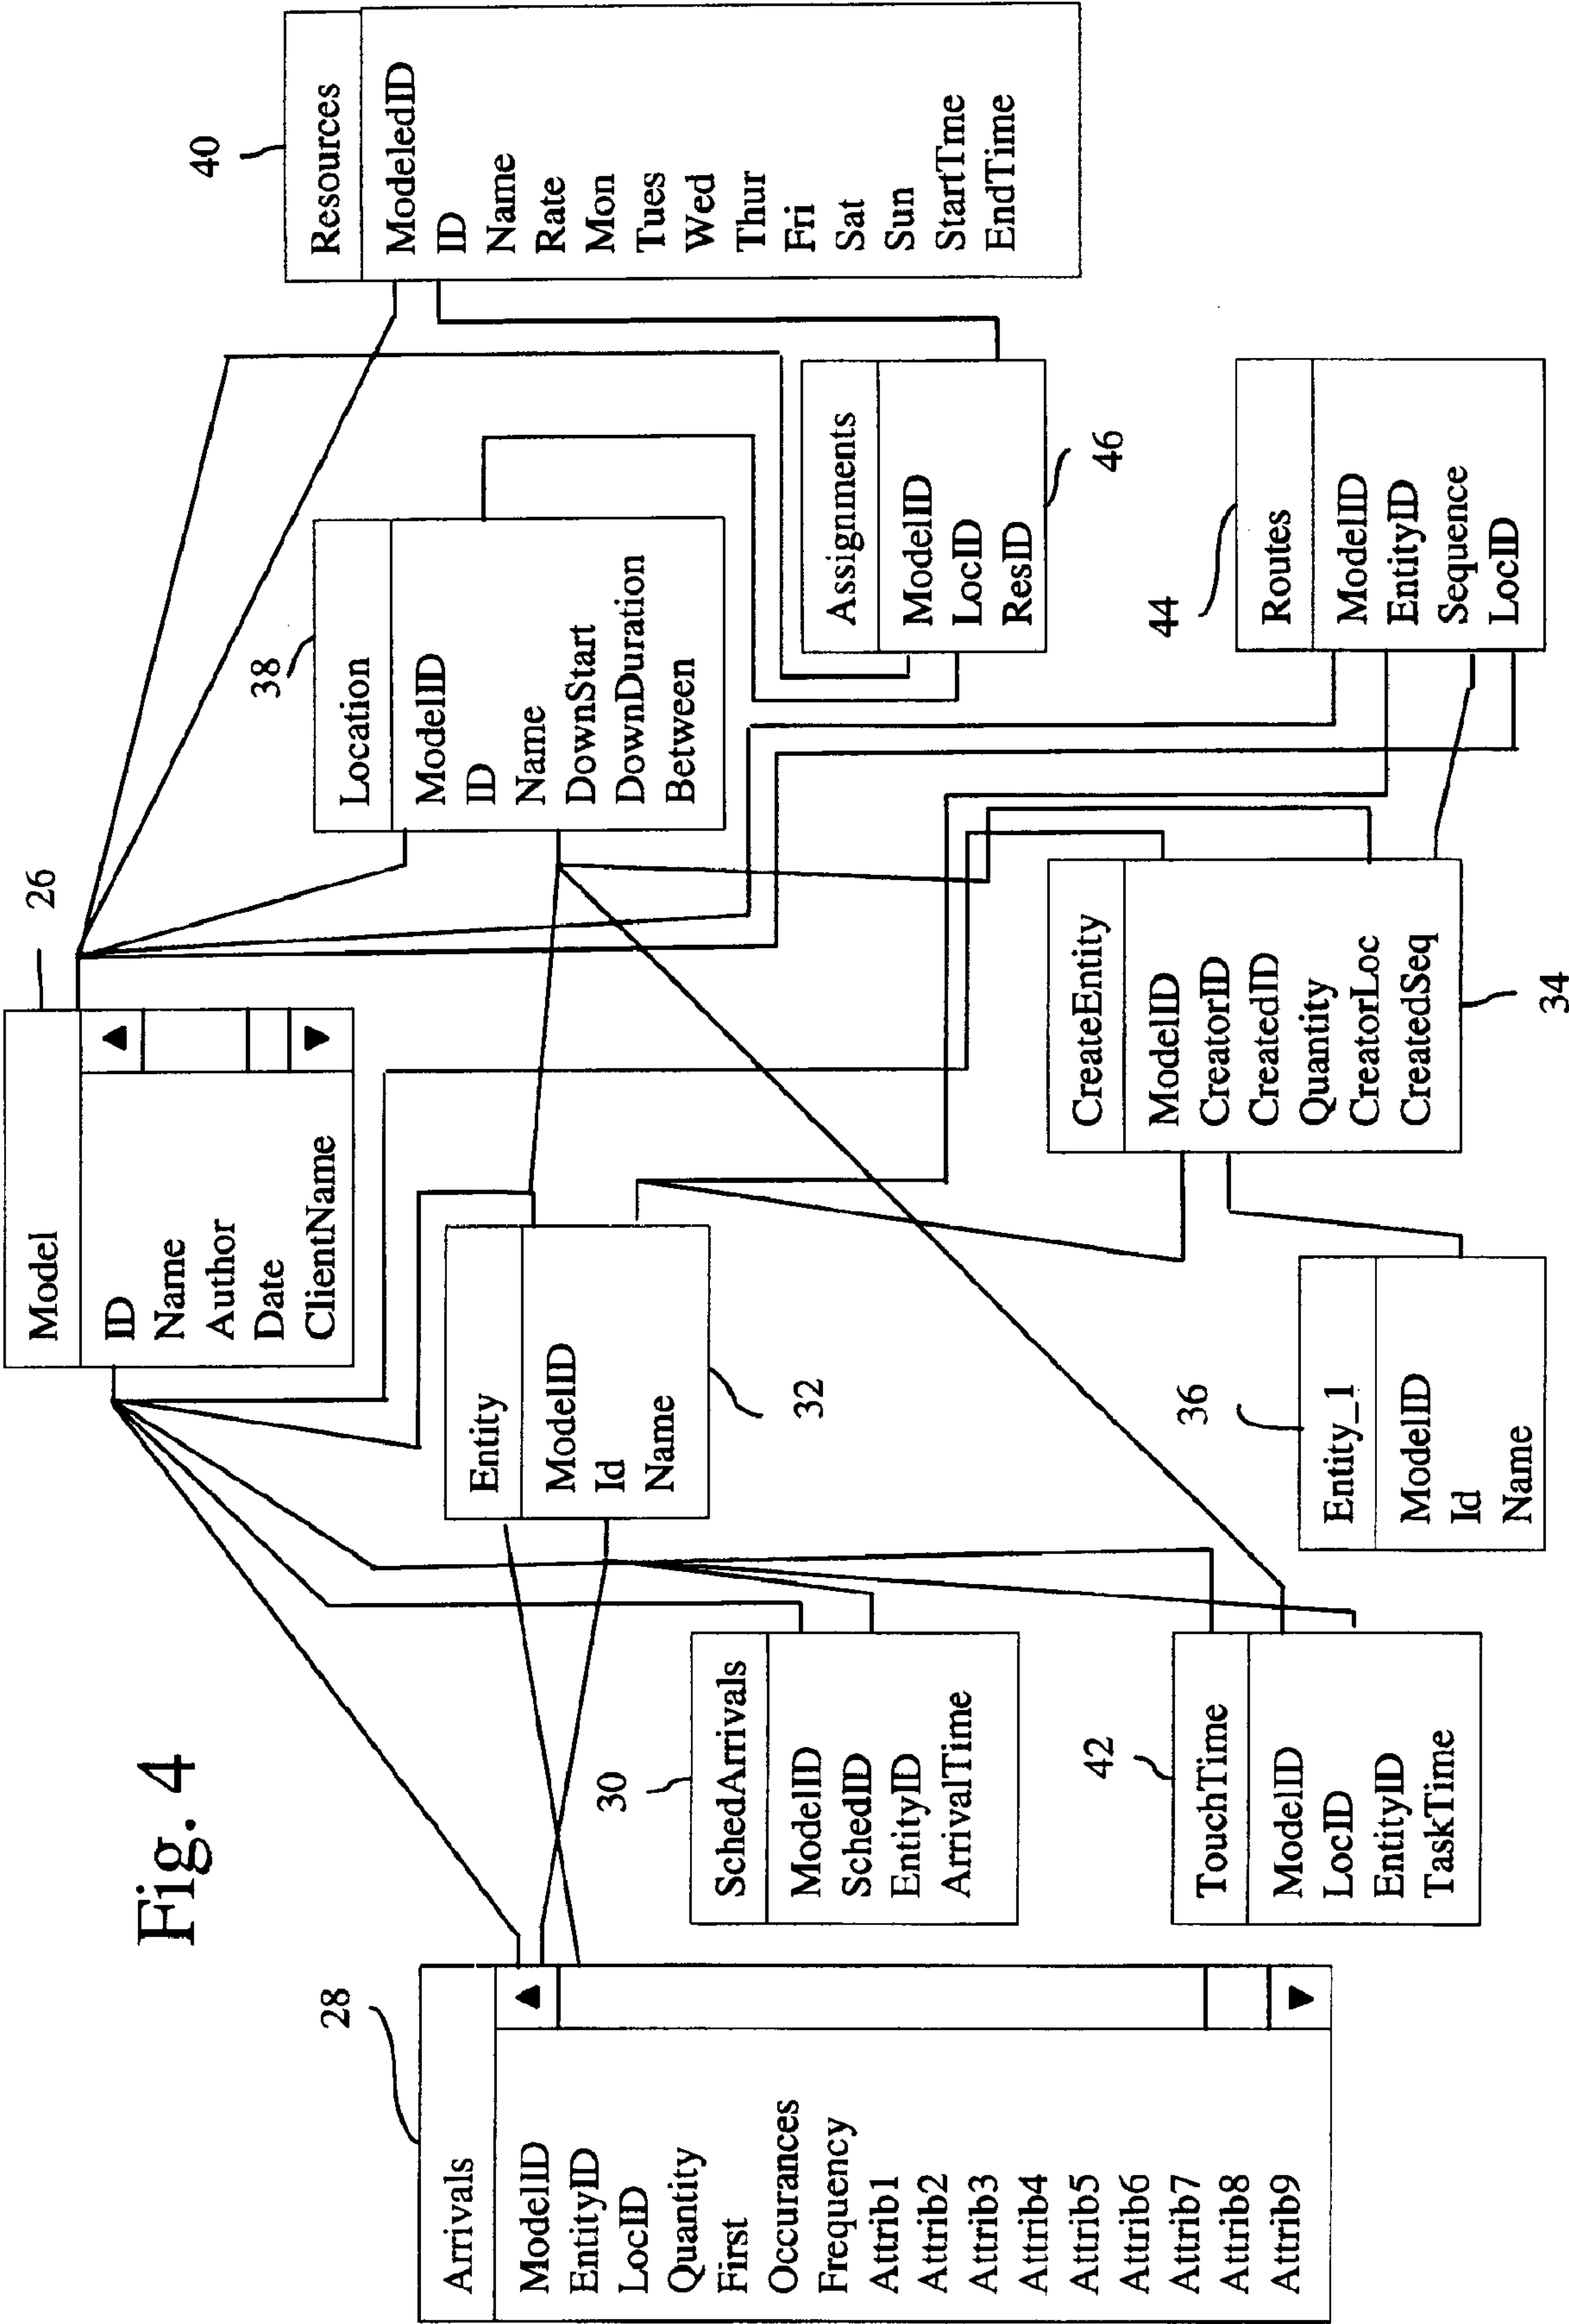 Fig. 4
28
Arrivals
ModelID
EntityID
LocID
Quantity
First
Occurances
Frequency
Attrib1
Attrib2
Attrib3
Attrib4
Attrib5
Attrib6
Attrib7
Attrib8
Attrib9
30
SchedArrivals
ModelID
SchedID
EntityID
ArrivalTime
42
TouchTime
ModelID
LocID
EntityID
TaskTime
26
Model
ID
Name
Author
Date
ClientName
Entity
ModelID
Id
Name
32
36
Entity_1
ModelID
Id
Name
CreateEntity
ModelID
CreatorID
CreatedID
Quantity
CreatorLoc
CreatedSeq
34
38
Location
ModelID
ID
Name
DownStart
DownDuration
Between
Assignments
ModelID
LocID
ResID
46
44
Routes
ModelID
EntityID
Sequence
LocID
40
Resources
ModeledID
ID
Name
Rate
Mon
Tues
Wed
Thur
Fri
Sat
Sun
StartTme
EndTime